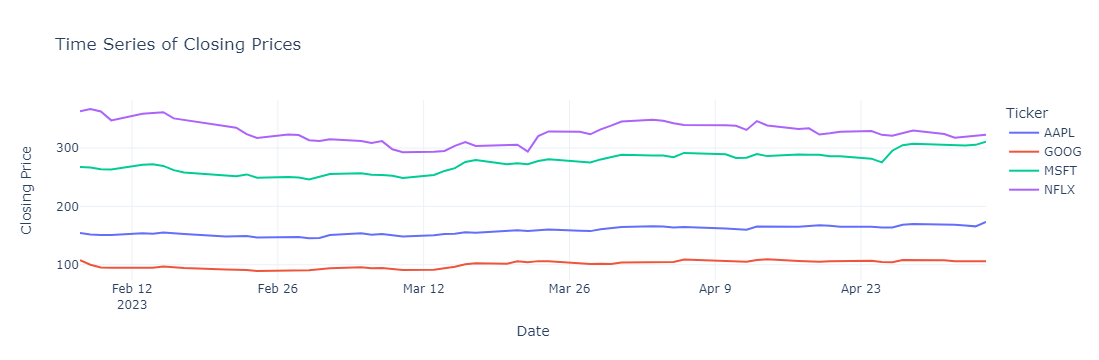 Time Series of Closing Prices
Ticker
AAPL
GOOG
MSFT
NFLX
Closing Price
300
200
100
Feb 12
2023
Feb 26
Mar 12
Mar 26
Apr 9
Apr 23
Date